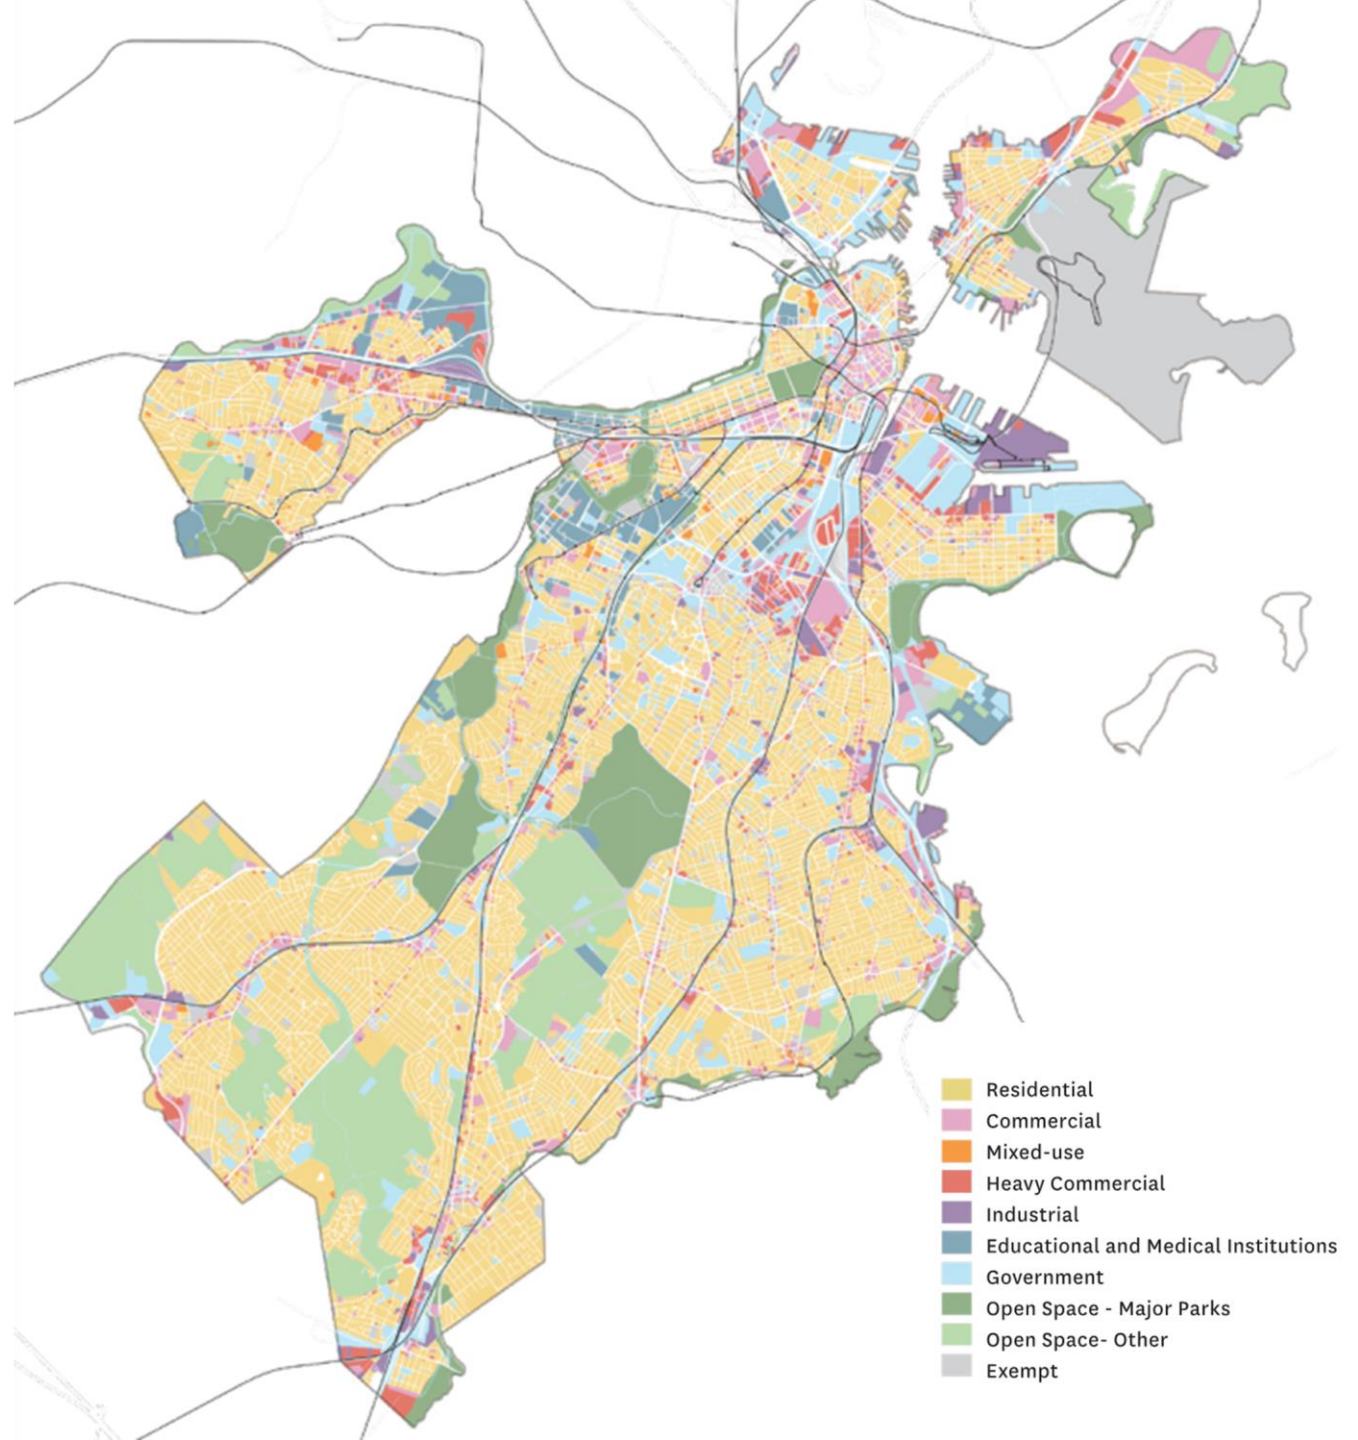 Residential
Commercial
Mixed-use
Heavy Commercial
Industrial
Educational and Medical Institutions
Government
Open Space - Major Parks
Open Space- Other
Exempt